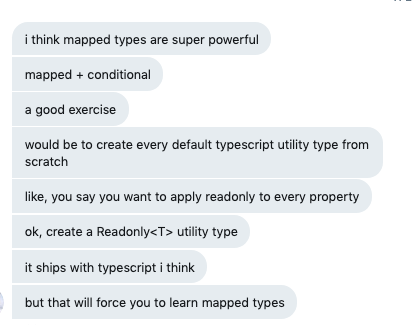 i think mapped types are super powerful
mapped + conditional
a good exercise
would be to create every default typescript utility type from
scratch
like, you say you want to apply readonly to every property
ok, create a Readonly<T> utility type
it ships with typescript i think
but that will force you to learn mapped types